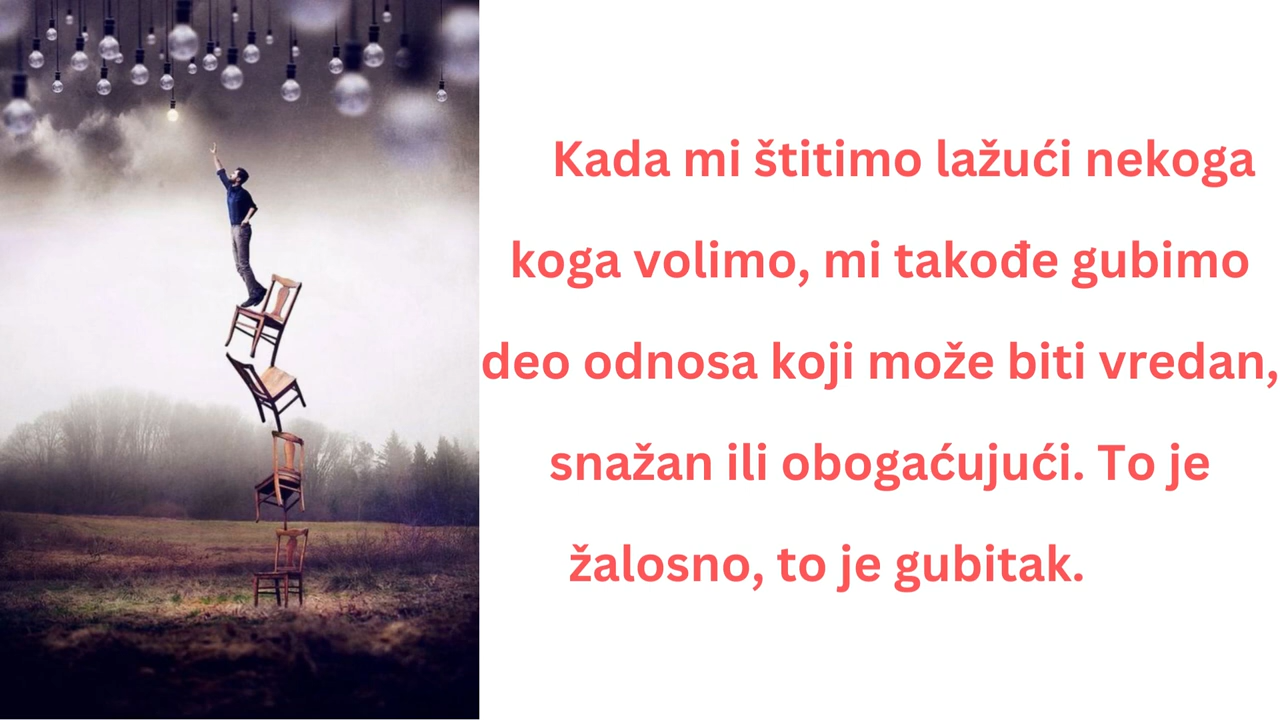 Kada mi štitimo lažući nekoga
koga volimo, mi takođe gubimo
deo odnosa koji može biti vredan,
snažan ili obogaćujući. To je
žalosno, to je gubitak.